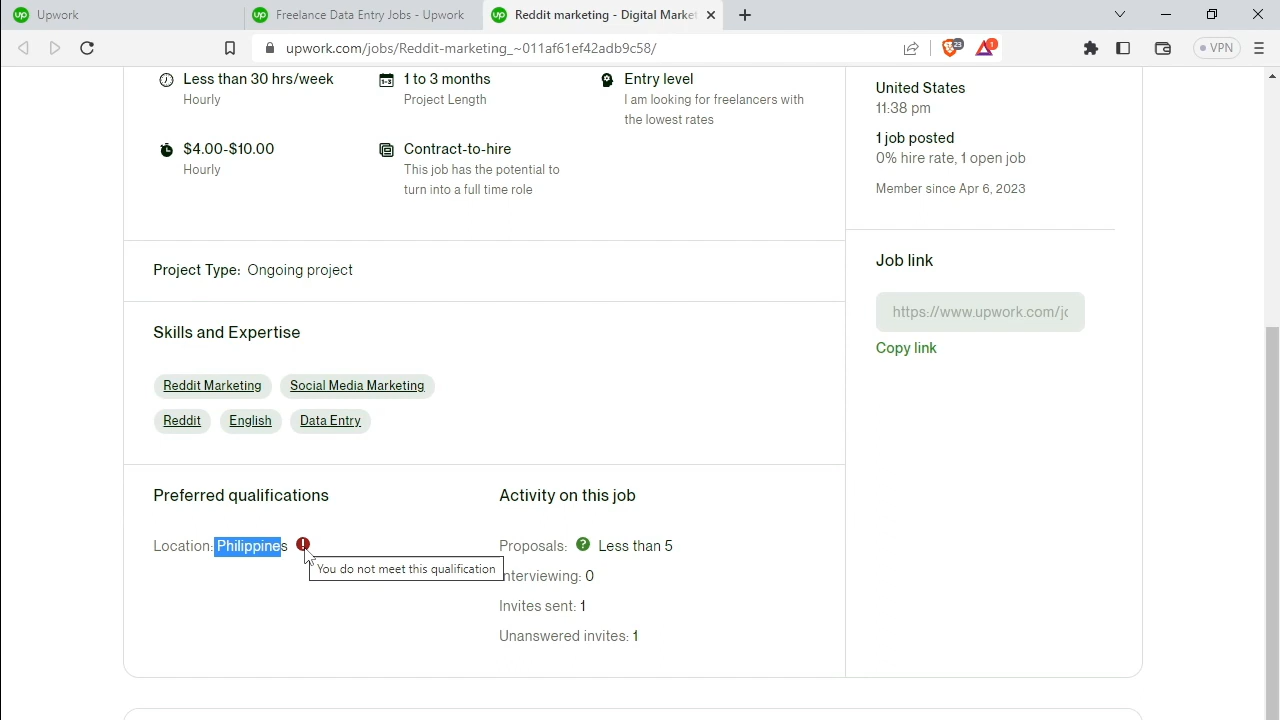 Upwork
Freelance Data Entry Jobs - Upwork
Reddit marketing - Digital Market
upwork.com/jobs/Reddit-marketing_~011af61ef42adb9c58/
23
1
VPN
Less than 30 hrs/week
Hourly
1 to 3 months
Project Length
Entry level
I am looking for freelancers with
the lowest rates
$4.00-$10.00
Hourly
Contract-to-hire
This job has the potential to
turn into a full time role
Project Type: Ongoing project
Skills and Expertise
Reddit Marketing
Social Media Marketing
Reddit
English
Data Entry
Preferred qualifications
Location: Philippines
You do not meet this qualification
Activity on this job
Proposals: ? Less than 5
nterviewing: 0
Invites sent: 1
Unanswered invites: 1
United States
11:38 pm
1 job posted
0% hire rate, 1 open job
Member since Apr 6, 2023
Job link
https://www.upwork.com/jo
Copy link